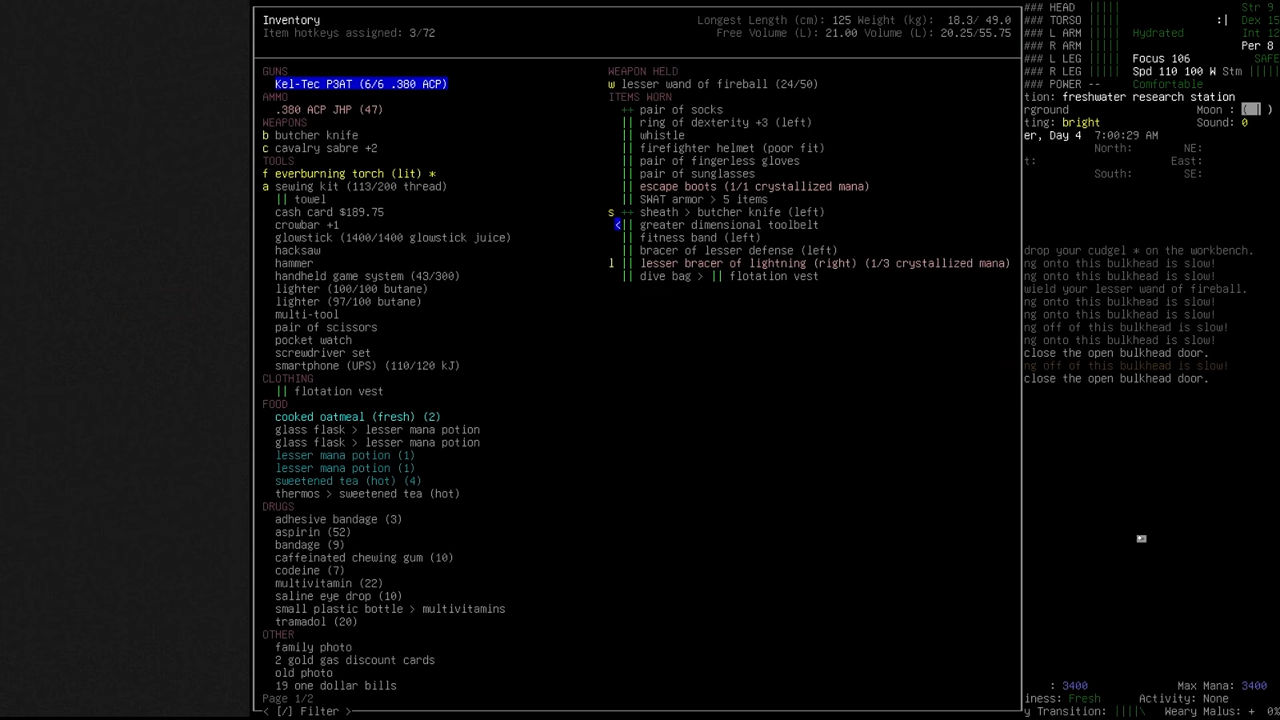 Inventory
Item hotkeys assigned: 3/72
Longest Length (cm): 125 Weight (kg): 18.3/ 49.0
Free Volume (L): 21.00 Volume (L): 20.25/55.75
GUNS
Kel-Tec P3AT (6/6 .380 ACP)
AMMO
.380 ACP JHP (47)
WEAPONS
b butcher knife
c cavalry sabre +2
TOOLS
f everburning torch (lit) *
a sewing kit (113/200 thread)
|| towel
cash card $189.75
crowbar +1
glowstick (1400/1400 glowstick juice)
hacksaw
hammer
handheld game system (43/300)
lighter (100/100 butane)
lighter (97/100 butane)
multi-tool
pair of scissors
pocket watch
screwdriver set
smartphone (UPS) (110/120 kJ)
CLOTHING
|| flotation vest
FOOD
cooked oatmeal (fresh) (2)
glass flask > lesser mana potion
glass flask > lesser mana potion
lesser mana potion (1)
lesser mana potion (1)
sweetened tea (hot) (4)
thermos > sweetened tea (hot)
DRUGS
adhesive bandage (3)
aspirin (52)
bandage (9)
caffeinated chewing gum (10)
codeine (7)
multivitamin (22)
saline eye drop (10)
small plastic bottle > multivitamins
tramadol (20)
OTHER
family photo
2 gold gas discount cards
old photo
19 one dollar bills
Page 1/2
< [/] Filter >
WEAPON HELD
w lesser wand of fireball (24/50)
ITEMS WORN
++ pair of socks
|| ring of dexterity +3 (left)
|| whistle
|| firefighter helmet (poor fit)
|| pair of fingerless gloves
|| pair of sunglasses
|| escape boots (1/1 crystallized mana)
|| SWAT armor > 5 items
s ++ sheath > butcher knife (left)
<|| greater dimensional toolbelt
|| fitness band (left)
|| bracer of lesser defense (left)
l || lesser bracer of lightning (right) (1/3 crystallized mana)
|| dive bag > || flotation vest
### HEAD ||||| Str 9
### TORSO ||||| :| Dex 15
### L ARM ||||| Hydrated Int 12
### R ARM ||||| Per 8
### L LEG ||||| Focus 106 SAFE
### R LEG ||||| Spd 110 100 W Stm |||||
### POWER -- Comfortable
tion: freshwater research station
rground Moon : ( | )
ting: bright Sound: 0
er, Day 4 7:00:29 AM
North: NE:
t: East:
South: SE:
drop your cudgel * on the workbench.
ng onto this bulkhead is slow!
ng onto this bulkhead is slow!
wield your lesser wand of fireball.
ng onto this bulkhead is slow!
ng onto this bulkhead is slow!
ng off of this bulkhead is slow!
ng onto this bulkhead is slow!
close the open bulkhead door.
ng off of this bulkhead is slow!
close the open bulkhead door.
: 3400 Max Mana: 3400
iness: Fresh Activity: None
y Transition: ||||\ Weary Malus: + 0%